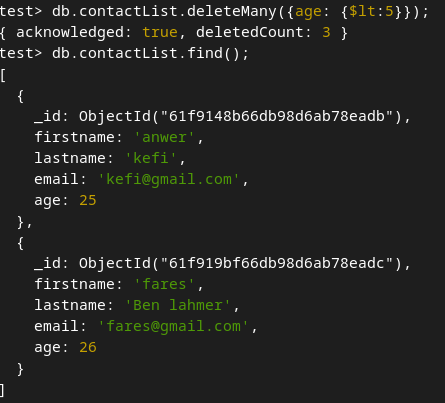 test> db.contactList.deleteMany({age: {$lt:5}});
{ acknowledged: true, deletedCount: 3 }
test> db.contactList.find();
[
  {
    _id: ObjectId("61f9148b66db98d6ab78eadb"),
    firstname: 'anwer',
    lastname: 'kefi',
    email: 'kefi@gmail.com',
    age: 25
  },
  {
    _id: ObjectId("61f919bf66db98d6ab78eadc"),
    firstname: 'fares',
    lastname: 'Ben lahmer',
    email: 'fares@gmail.com',
    age: 26
  }
]